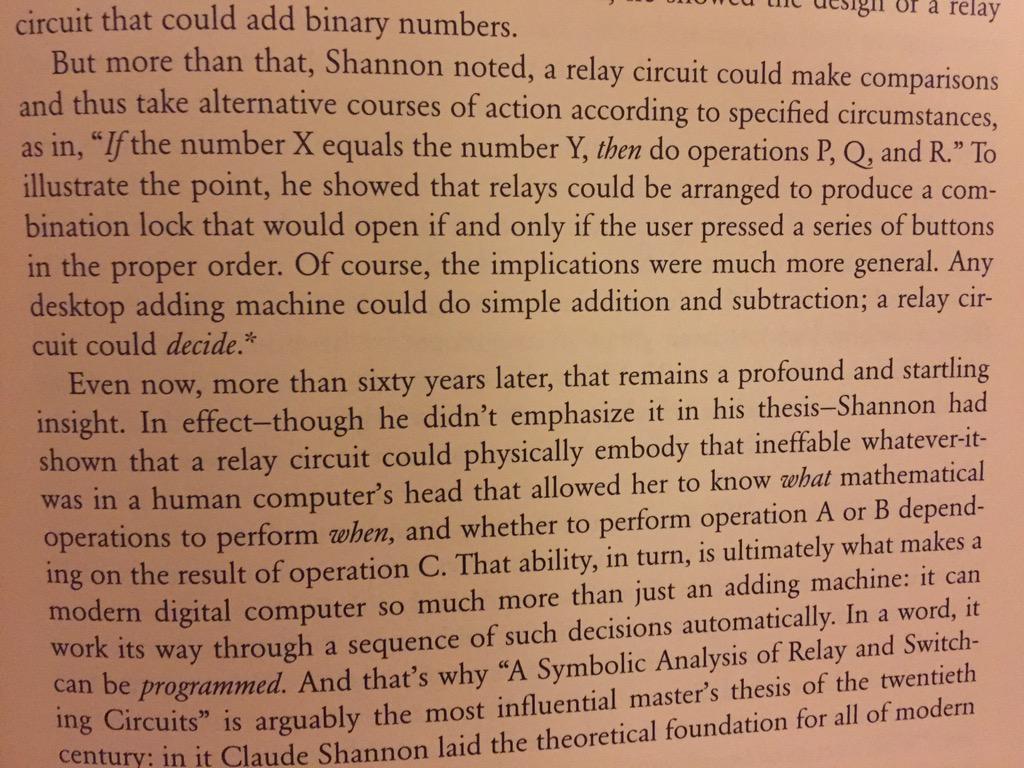 he showed the design of a relay
circuit that could add binary numbers.
But more than that, Shannon noted, a relay circuit could make comparisons
and thus take alternative courses of action according to specified circumstances,
as in, “If the number X equals the number Y, then do operations P, Q, and R.” To
illustrate the point, he showed that relays could be arranged to produce a com-
bination lock that would open if and only if the user pressed a series of buttons
in the proper order. Of course, the implications were much more general. Any
desktop adding machine could do simple addition and subtraction; a relay cir-
cuit could decide.*
Even now, more than sixty years later, that remains a profound and startling
insight. In effect—though he didn’t emphasize it in his thesis—Shannon had
shown that a relay circuit could physically embody that ineffable whatever-it-
was in a human computer’s head that allowed her to know what mathematical
operations to perform when, and whether to perform operation A or B depend-
ing on the result of operation C. That ability, in turn, is ultimately what makes a
modern digital computer so much more than just an adding machine: it can
work its way through a sequence of such decisions automatically. In a word, it
can be programmed. And that’s why “A Symbolic Analysis of Relay and Switch-
ing Circuits” is arguably the most influential master’s thesis of the twentieth
century: in it Claude Shannon laid the theoretical foundation for all of modern